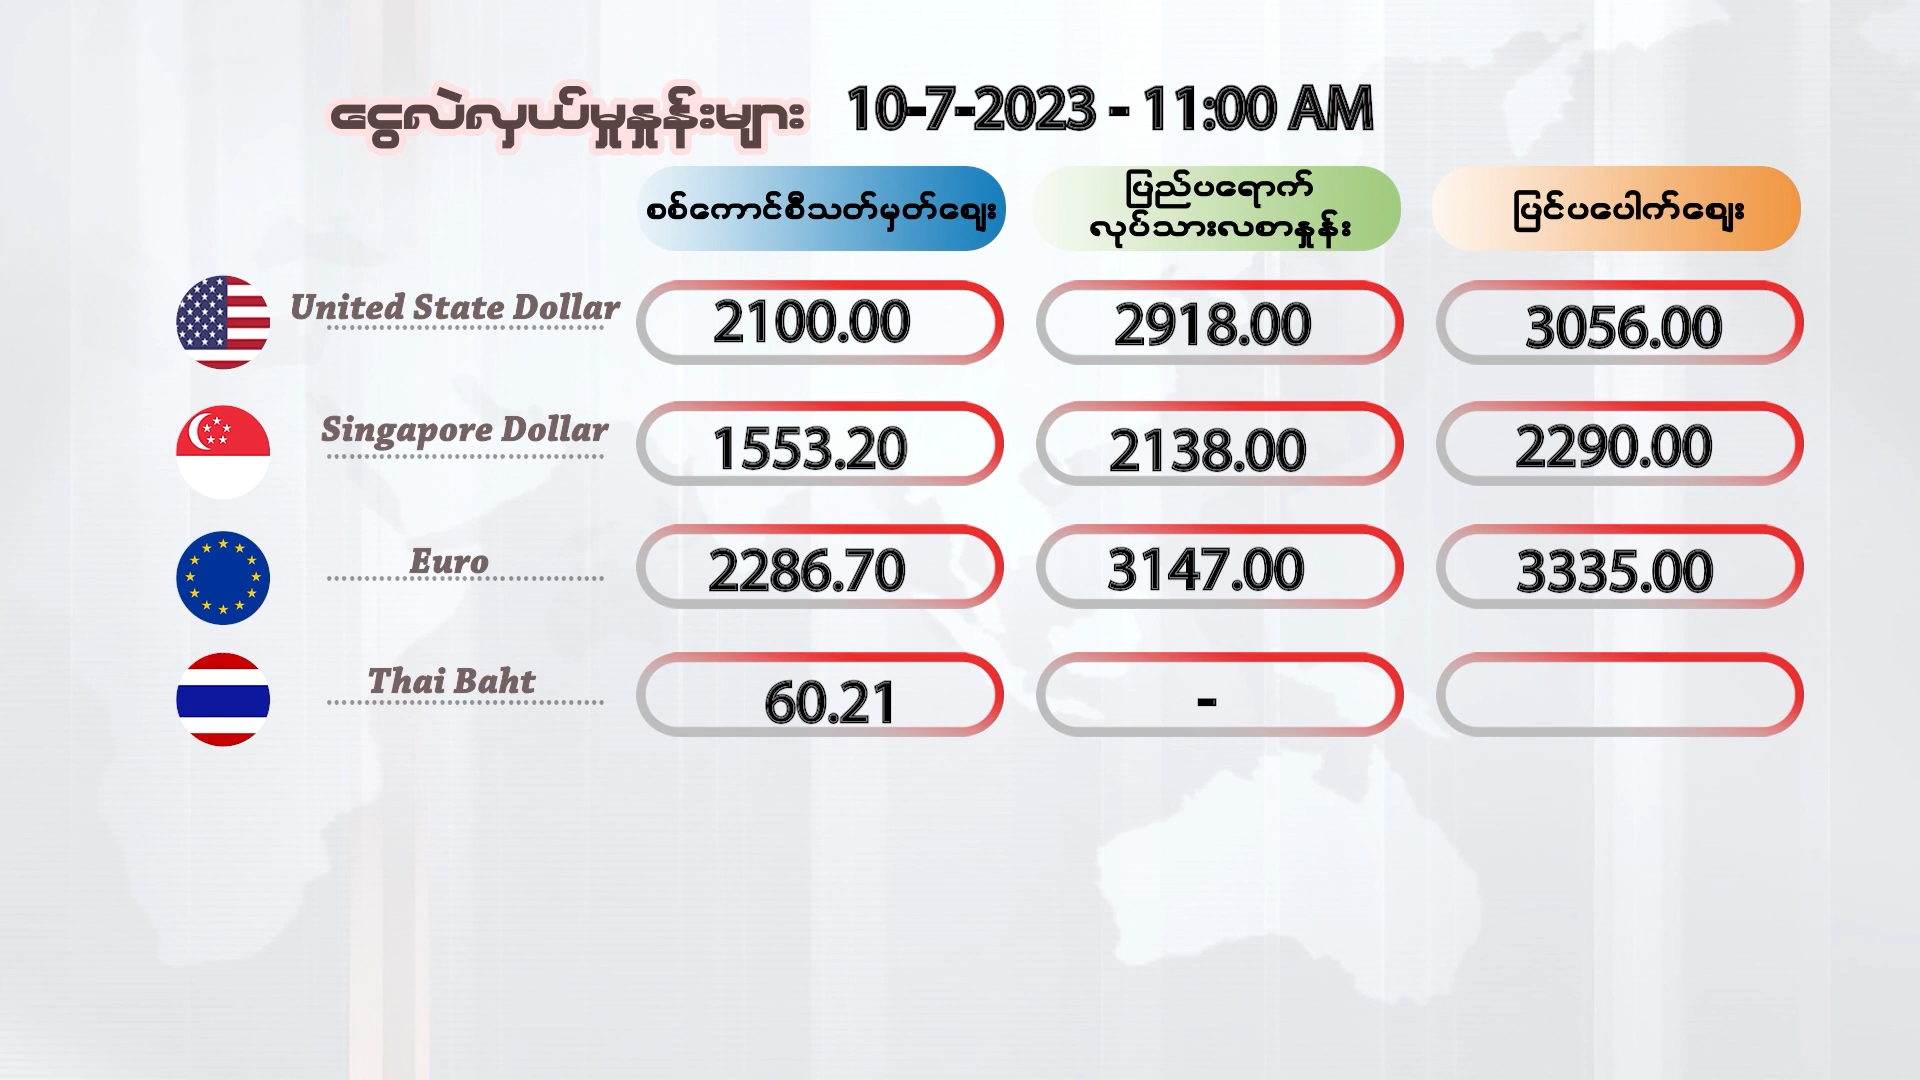 ငွေလဲလှယ်မှုနှုန်းများ 10-7-2023 - 11:00 AM
စစ်ကောင်စီသတ်မှတ်ဈေး
ပြည်ပရောက်
လုပ်သားလစာနှုန်း
ပြင်ပပေါက်ဈေး
United State Dollar 2100.00 2918.00 3056.00
Singapore Dollar 1553.20 2138.00 2290.00
Euro 2286.70 3147.00 3335.00
Thai Baht 60.21 -